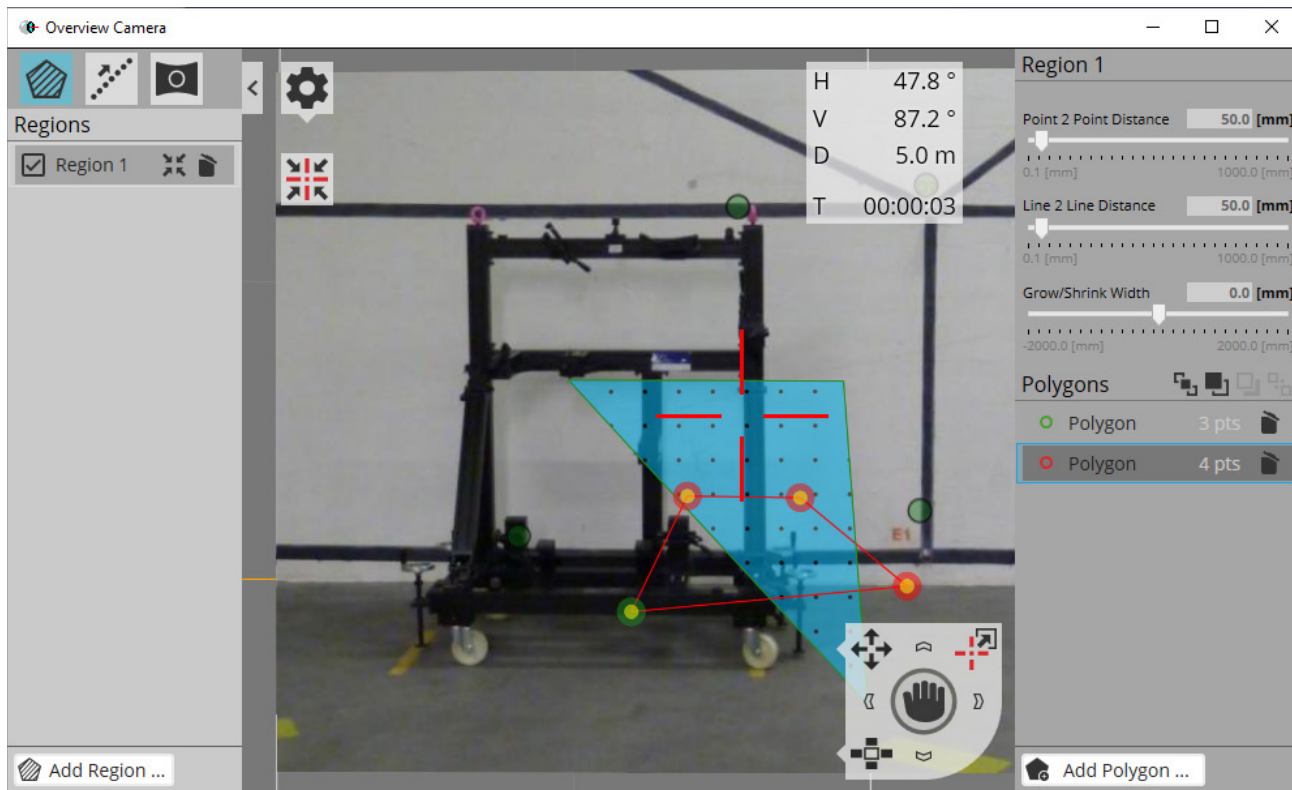 Overview Camera
Regions
Region 1
Add Region ...
H 47.8 °
V 87.2 °
D 5.0 m
T 00:00:03
E1
Region 1
Point 2 Point Distance 50.0 [mm]
0.1 [mm] 1000.0 [mm]
Line 2 Line Distance 50.0 [mm]
0.1 [mm] 1000.0 [mm]
Grow/Shrink Width 0.0 [mm]
-2000.0 [mm] 2000.0 [mm]
Polygons
Polygon 3 pts
Polygon 4 pts
Add Polygon ...